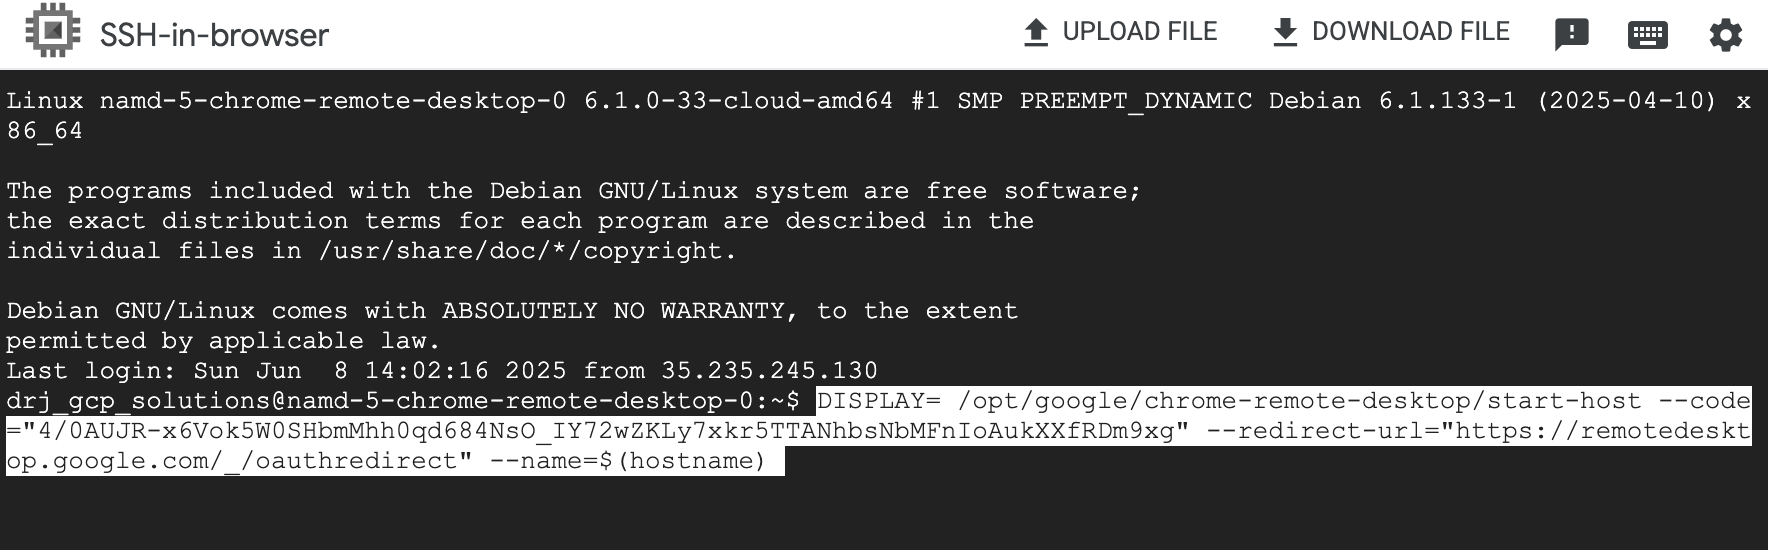 SSH-in-browser UPLOAD FILE DOWNLOAD FILE
Linux namd-5-chrome-remote-desktop-0 6.1.0-33-cloud-amd64 #1 SMP PREEMPT_DYNAMIC Debian 6.1.133-1 (2025-04-10) x
86_64
The programs included with the Debian GNU/Linux system are free software;
the exact distribution terms for each program are described in the
individual files in /usr/share/doc/*/copyright.
Debian GNU/Linux comes with ABSOLUTELY NO WARRANTY, to the extent
permitted by applicable law.
Last login: Sun Jun  8 14:02:16 2025 from 35.235.245.130
drj_gcp_solutions@namd-5-chrome-remote-desktop-0:~$ DISPLAY= /opt/google/chrome-remote-desktop/start-host --code
="4/0AUJR-x6Vok5W0SHbmMhh0qd684NsO_IY72wZKLy7xkr5TTANhbsNbMFnIoAukXXfRDm9xg" --redirect-url="https://remotedeskt
op.google.com/_/oauthredirect" --name=$(hostname)